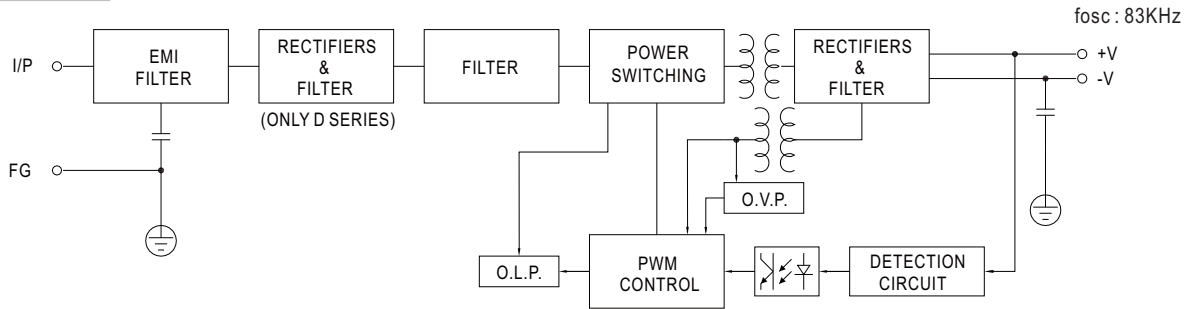 fosc : 83KHz
I/P
EMI
FILTER
RECTIFIERS
&
FILTER
(ONLY D SERIES)
FILTER
POWER
SWITCHING
RECTIFIERS
&
FILTER
+V
-V
FG
O.V.P.
O.L.P.
PWM
CONTROL
DETECTION
CIRCUIT